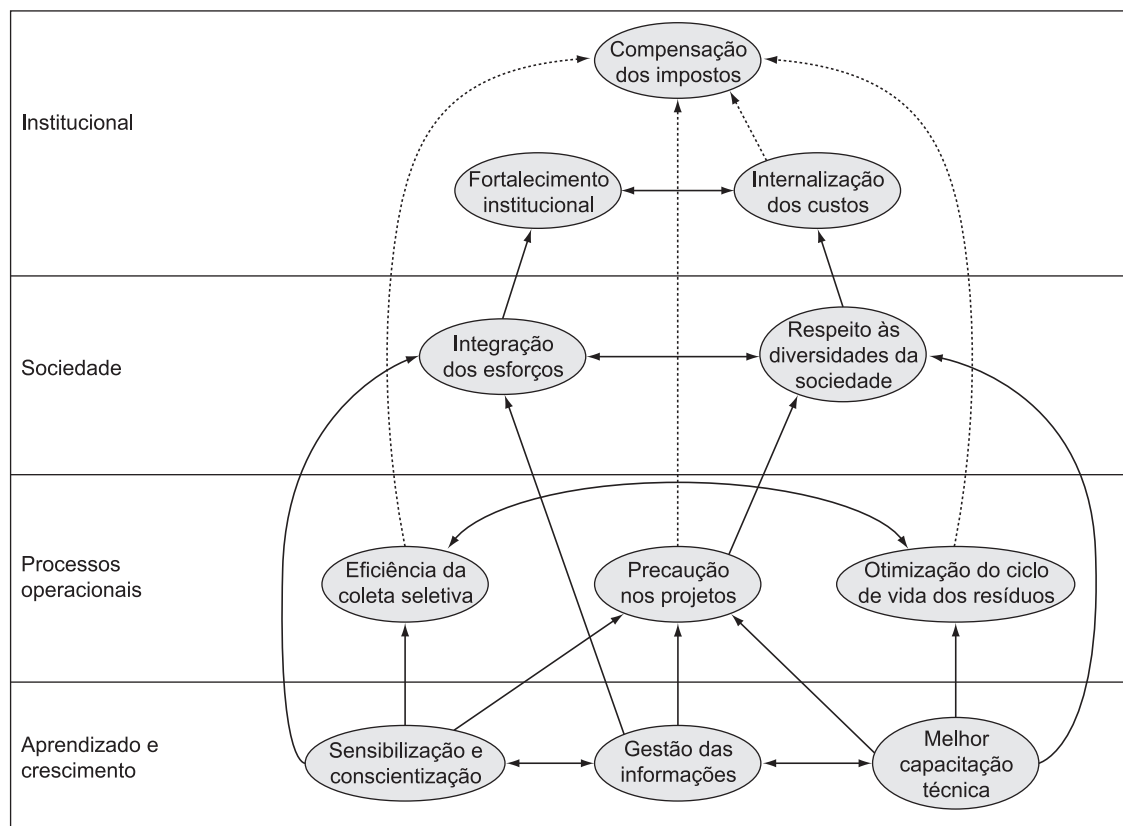 Institucional
Compensação
dos impostos
Fortalecimento
institucional
Internalização
dos custos
Sociedade
Integração
dos esforços
Respeito às
diversidades da
sociedade
Processos
operacionais
Eficiência da
coleta seletiva
Precaução
nos projetos
Otimização do ciclo
de vida dos resíduos
Aprendizado e
crescimento
Sensibilização e
conscientização
Gestão das
informações
Melhor
capacitação
técnica